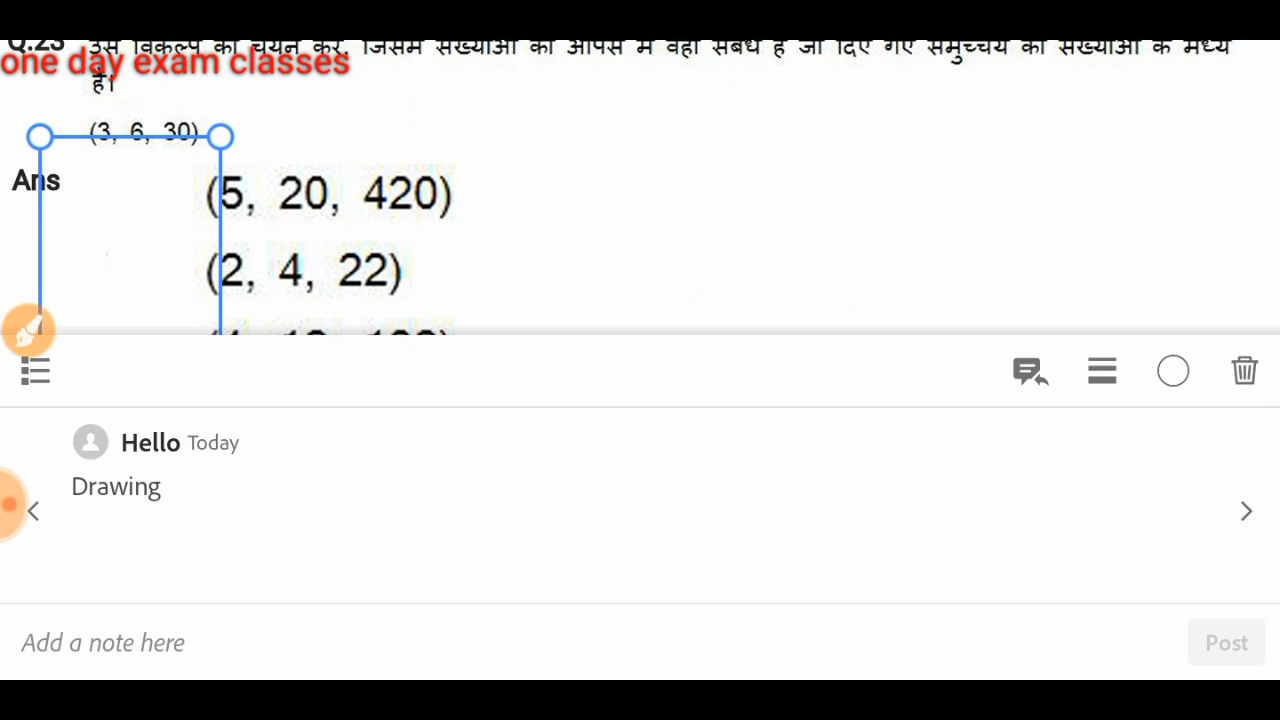 Q.23 उस विकल्प का चयन करें, जिसमें संख्याओं का आपस में वही संबंध है जो दिए गए समुच्चय की संख्याओं के मध्य
one day exam classes
है।
(3, 6, 30)
Ans
(5, 20, 420)
(2, 4, 22)
Hello Today
Drawing
Add a note here
Post